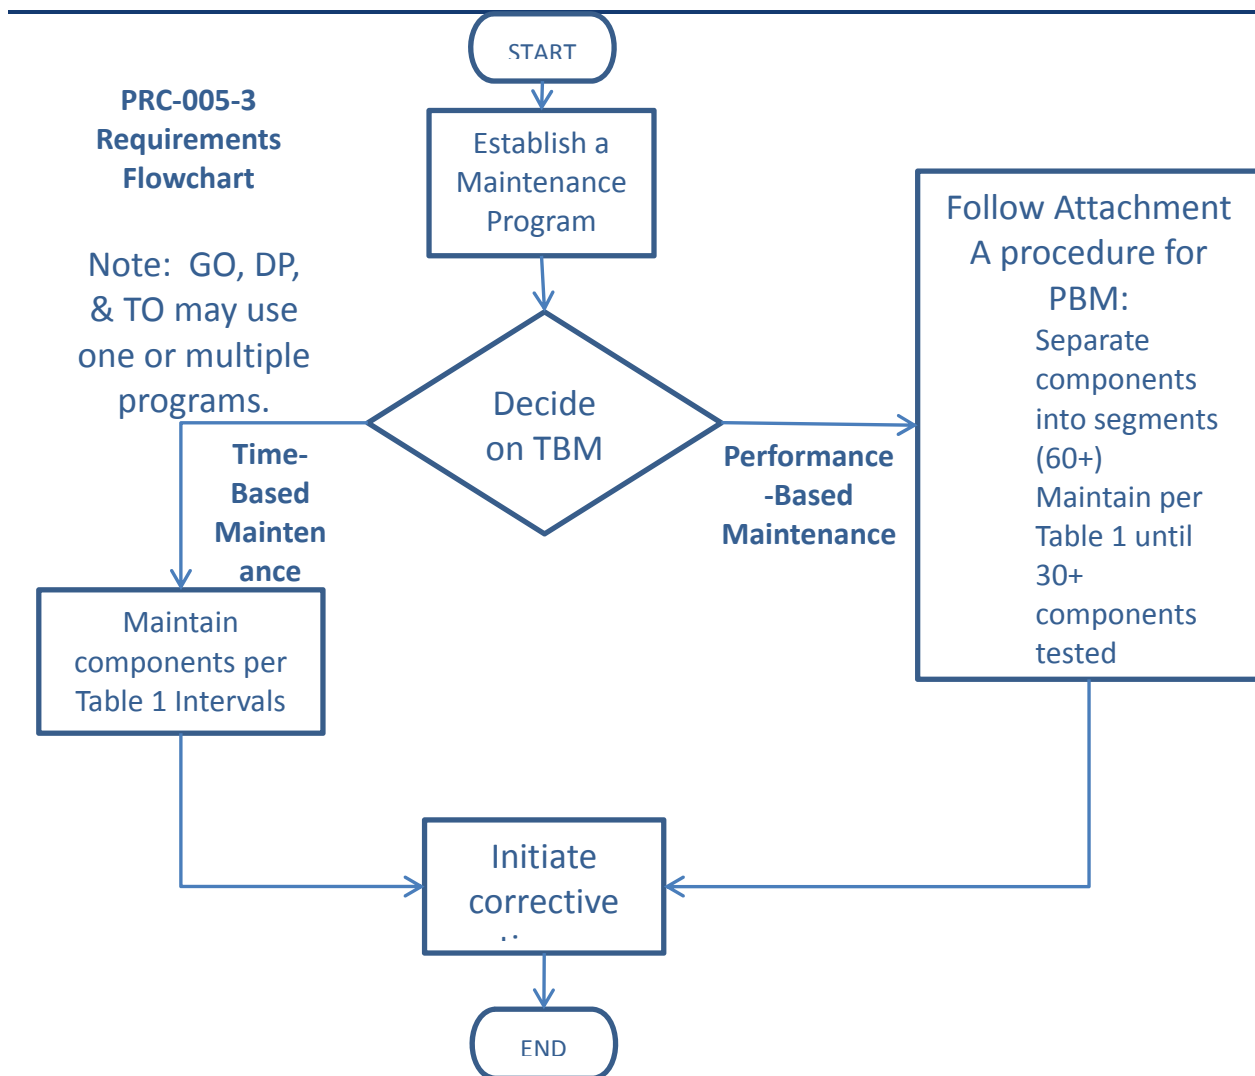 START
PRC-005-3
Requirements
Flowchart
Establish a
Maintenance
Program
Note:  GO, DP,
& TO may use
one or multiple
programs.
Decide
on TBM
Time-
Based
Mainten
ance
Performance
-Based
Maintenance
Follow Attachment
A procedure for
PBM:
Separate
components
into segments
(60+)
Maintain per
Table 1 until
30+
components
tested
Maintain
components per
Table 1 Intervals
Initiate
corrective
END